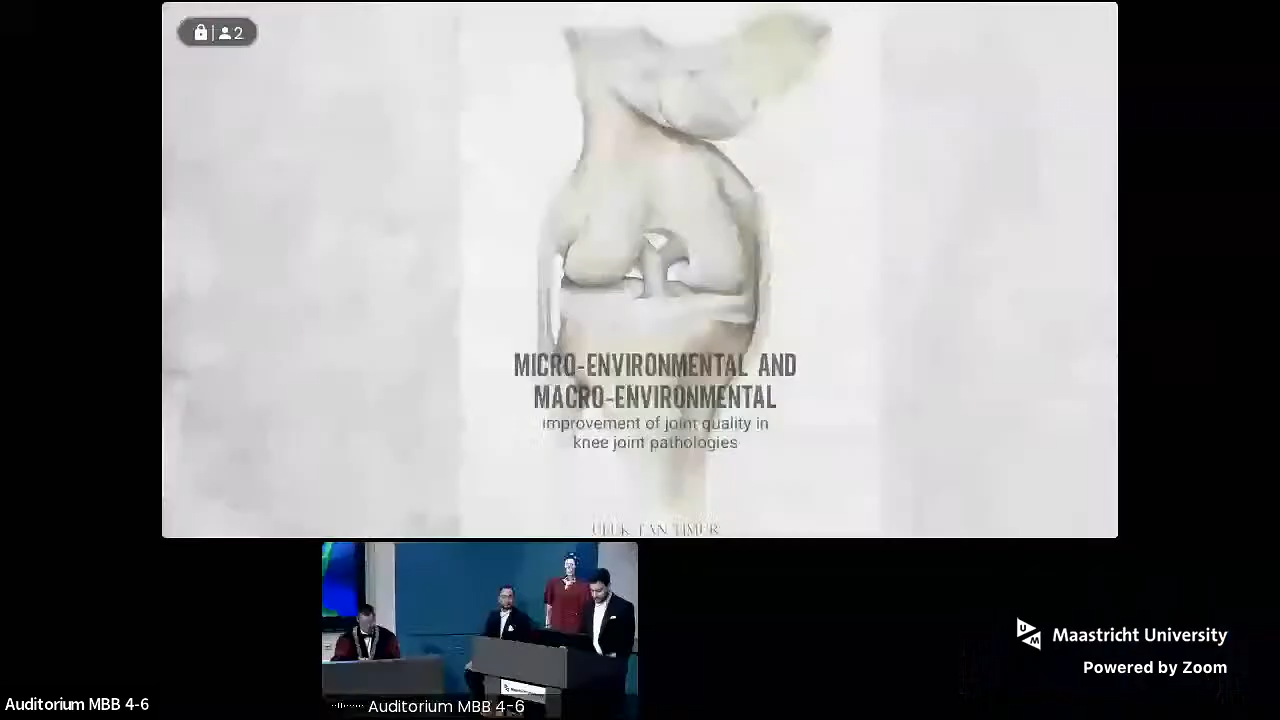 2
MICRO-ENVIRONMENTAL AND
MACRO-ENVIRONMENTAL
improvement of joint quality in
knee joint pathologies
Maastricht University
Powered by Zoom
Auditorium MBB 4-6
Auditorium MBB 4-6